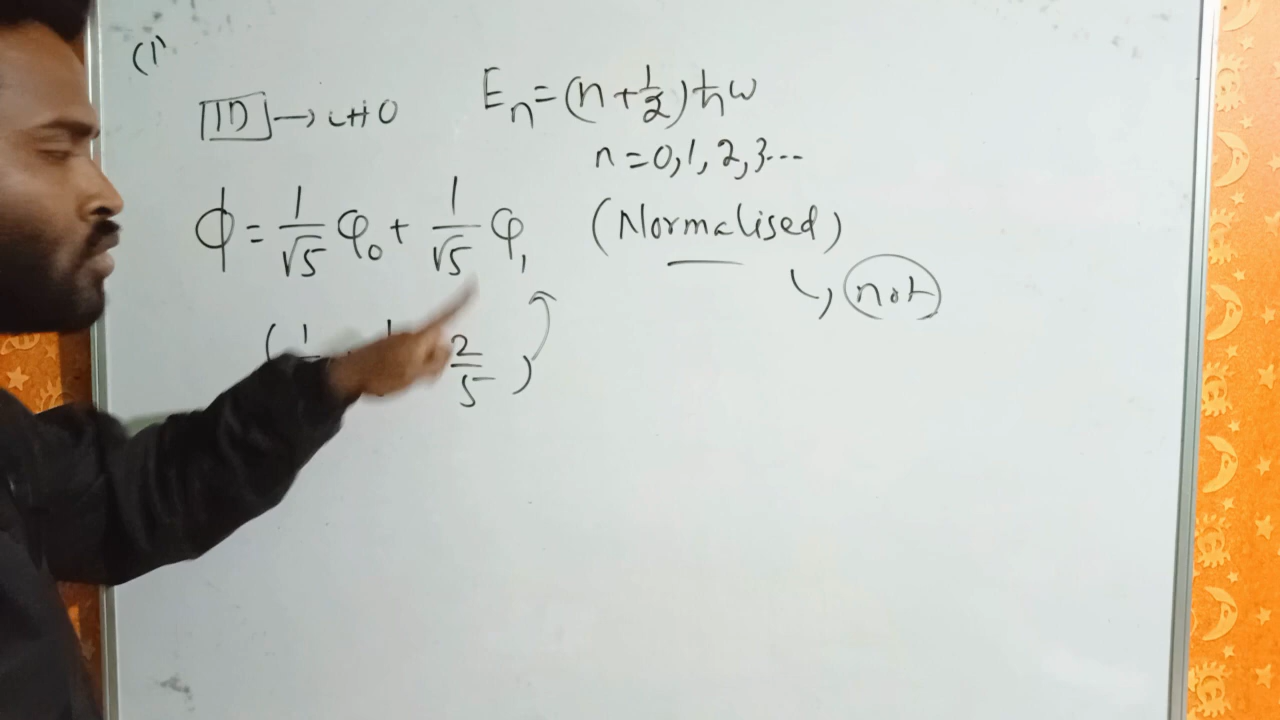 (1)
1D → LHO
Eₙ = (n + 1/2) ħω
n = 0, 1, 2, 3...
ϕ = 1/√5 φ₀ + 1/√5 φ₁ (Normalised)
↳ not
( 1 2/5 )